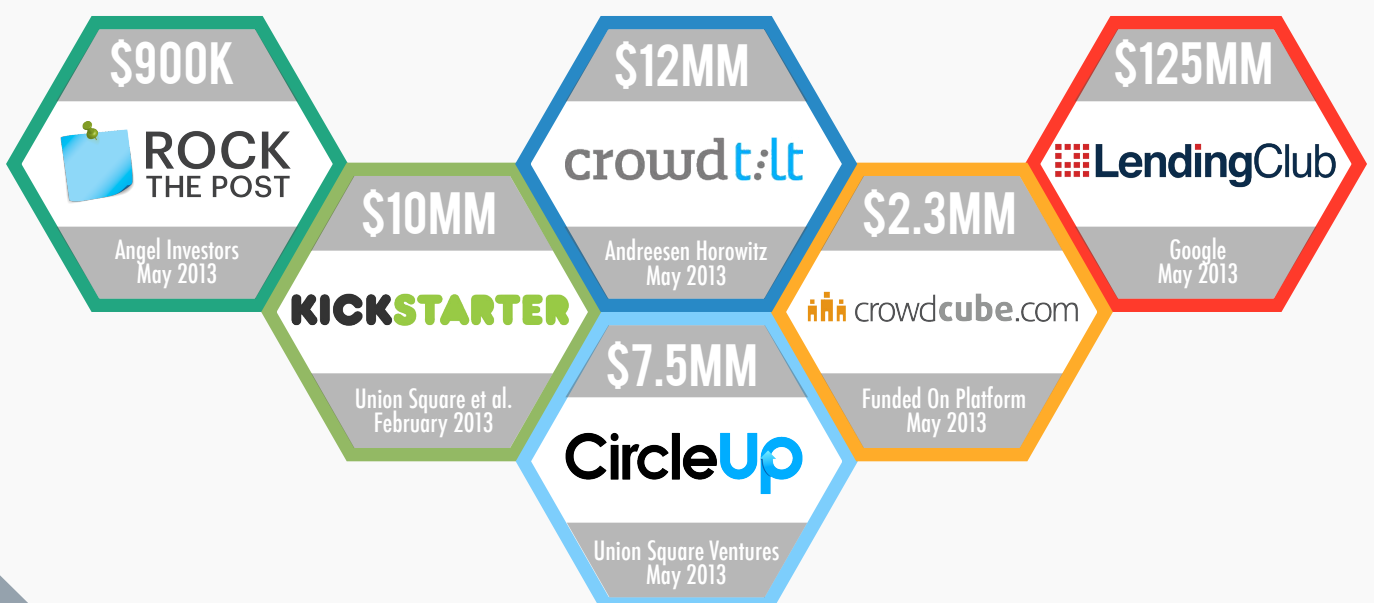 $900K
ROCK
THE POST
Angel Investors
May 2013
$10MM
KICKSTARTER
Union Square et al.
February 2013
$12MM
crowdtilt
Andreesen Horowitz
May 2013
$7.5MM
CircleUp
Union Square Ventures
May 2013
$2.3MM
crowdcube.com
Funded On Platform
May 2013
$125MM
LendingClub
Google
May 2013